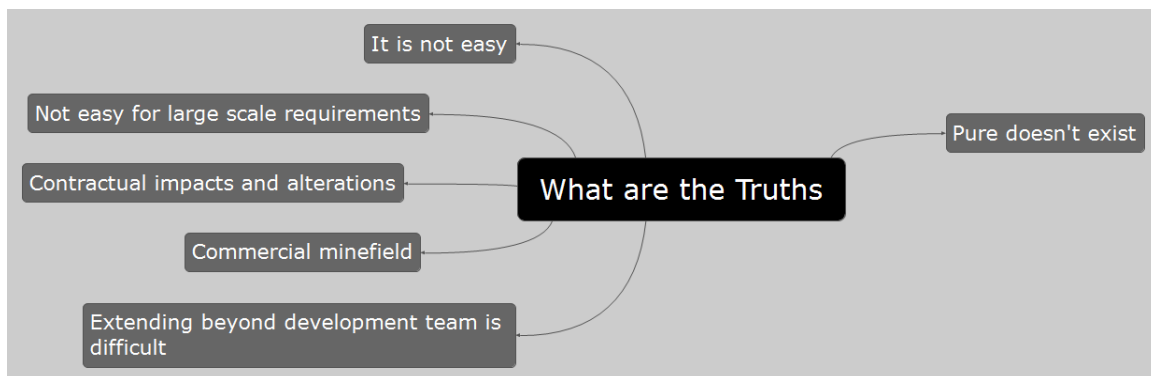 It is not easy
Not easy for large scale requirements
Pure doesn't exist
Contractual impacts and alterations
What are the Truths
Commercial minefield
Extending beyond development team is
difficult